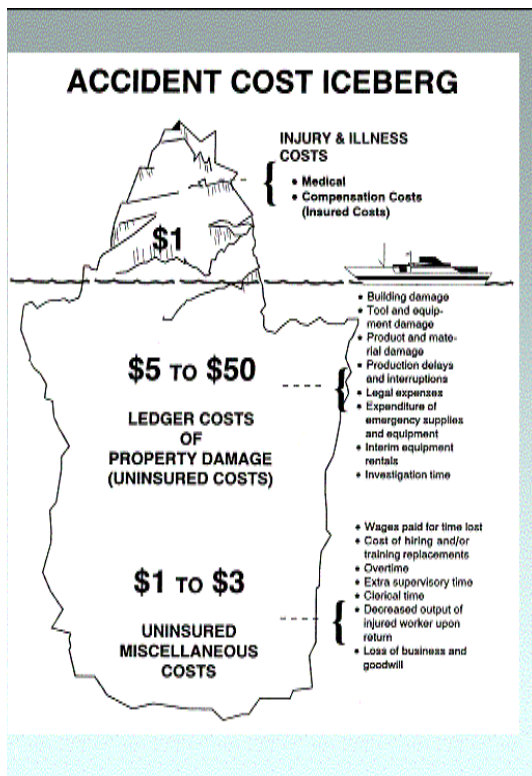 ACCIDENT COST ICEBERG
INJURY & ILLNESS
COSTS
• Medical
• Compensation Costs
(Insured Costs)
$1
• Building damage
• Tool and equip-
ment damage
• Product and mate-
rial damage
• Production delays
and interruptions
• Legal expenses
• Expenditure of
emergency supplies
and equipment
• Interim equipment
rentals
• Investigation time
$5 TO $50
LEDGER COSTS
OF
PROPERTY DAMAGE
(UNINSURED COSTS)
• Wages paid for time lost
• Cost of hiring and/or
training replacements
• Overtime
• Extra supervisory time
• Clerical time
• Decreased output of
injured worker upon
return
• Loss of business and
goodwill
$1 TO $3
UNINSURED
MISCELLANEOUS
COSTS